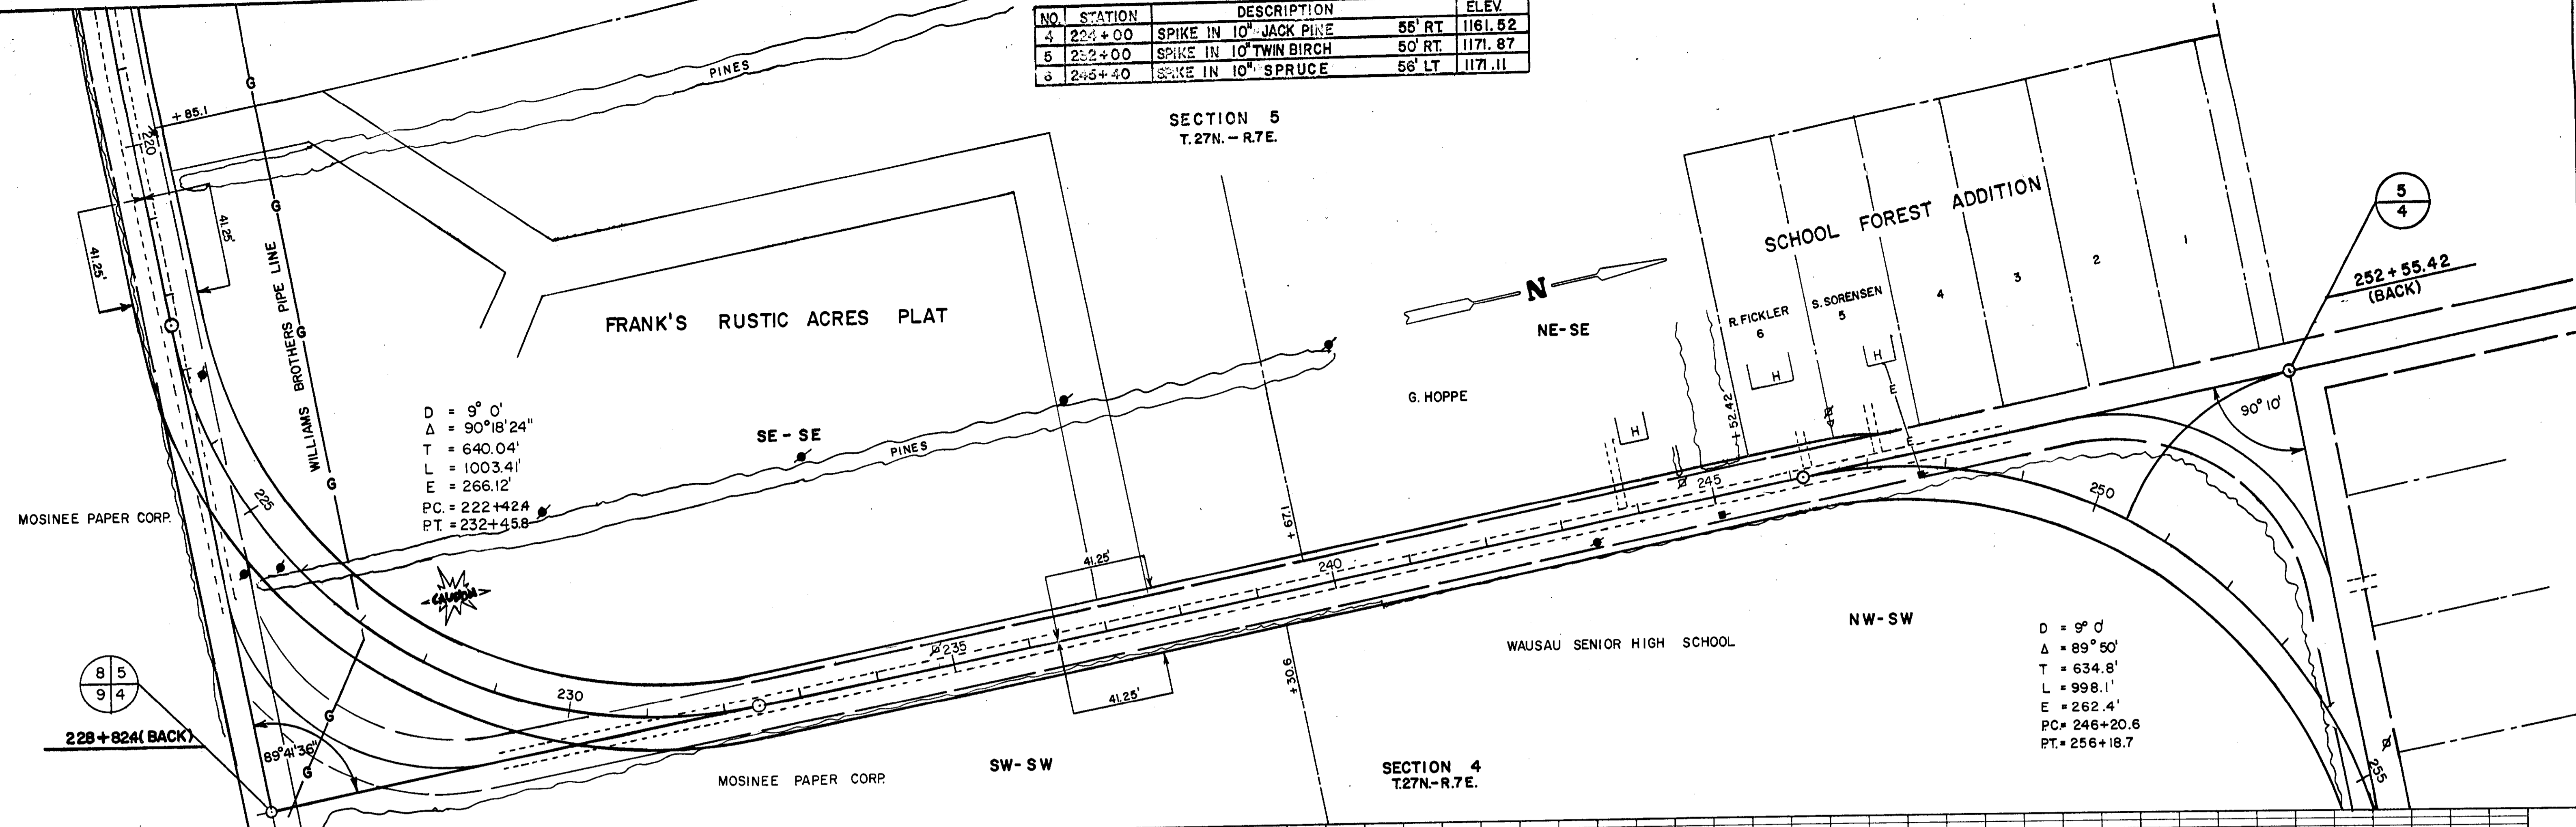 NO. STATION DESCRIPTION ELEV.
4 224+00 SPIKE IN 10" JACK PINE 55' RT. 1161.52
5 232+00 SPIKE IN 10" TWIN BIRCH 50' RT. 1171.87
6 245+40 SPIKE IN 10" SPRUCE 56' LT 1171.11
SECTION 5
T.27N.-R.7E.
PINES
+85.1
220
G
G
G
G
G
G
41.25'
41.25'
WILLIAMS BROTHERS PIPE LINE
FRANK'S RUSTIC ACRES PLAT
N
NE-SE
G. HOPPE
SCHOOL FOREST ADDITION
R. FICKLER
6
S. SORENSEN
5
4
3
2
1
H
H
H
E
E
5
4
252+55.42
(BACK)
90° 10'
D = 9° 0'
Δ = 90°18'24"
T = 640.04'
L = 1003.41'
E = 266.12'
P.C. = 222+42.4
P.T. = 232+45.8
SE-SE
PINES
MOSINEE PAPER CORP.
225
CAUTION
+67.1
+52.42
245
250
240
41.25'
235
41.25'
+30.6
230
8 5
9 4
228+82.4(BACK)
89°41'36"
MOSINEE PAPER CORP.
SW-SW
SECTION 4
T.27N.-R.7E.
WAUSAU SENIOR HIGH SCHOOL
NW-SW
D = 9° 0'
Δ = 89° 50'
T = 634.8'
L = 998.1'
E = 262.4'
P.C. = 246+20.6
P.T. = 256+18.7
255